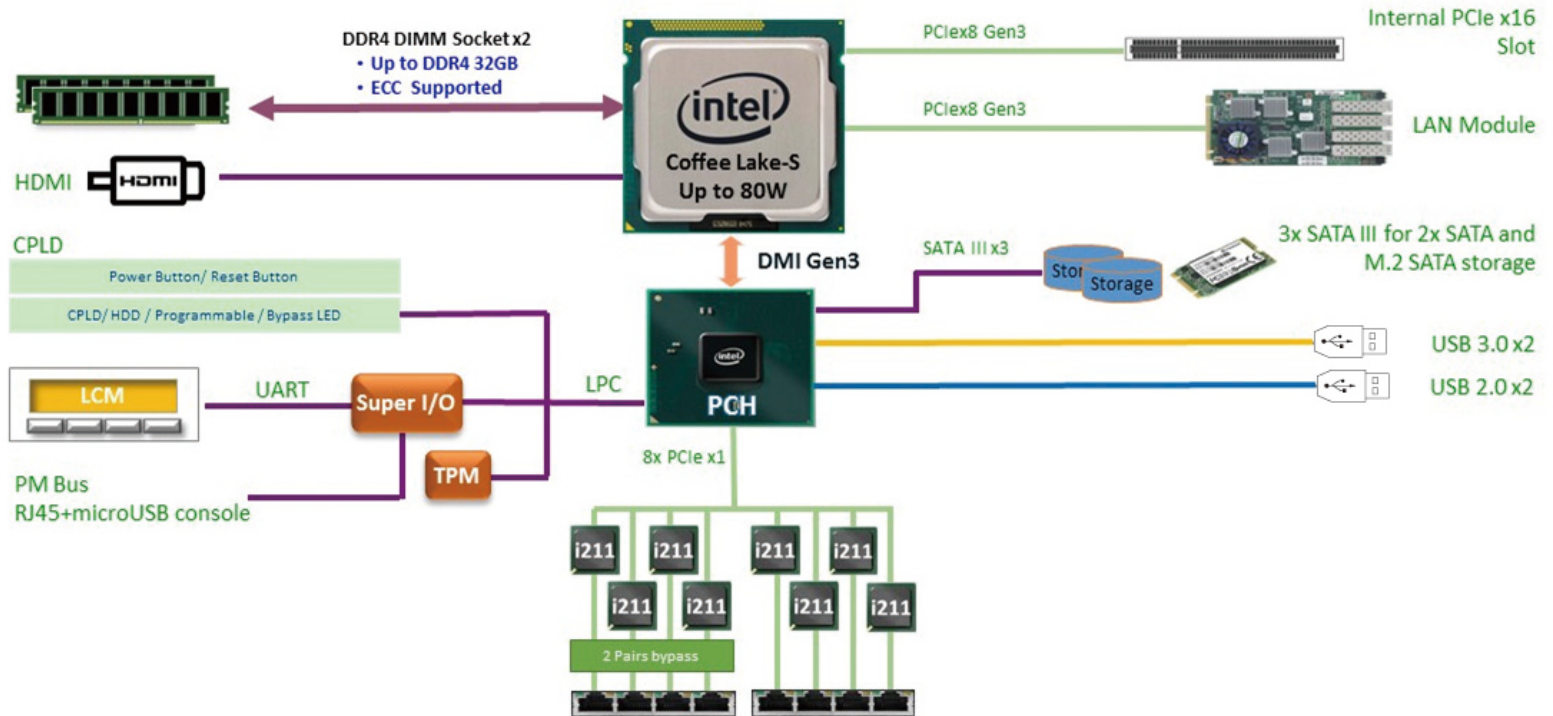 DDR4 DIMM Socket x2
• Up to DDR4 32GB
• ECC Supported
intel
Coffee Lake-S
Up to 80W
PCIex8 Gen3
Internal PCIe x16
Slot
PCIex8 Gen3
LAN Module
HDMI
HDMI
CPLD
Power Button/ Reset Button
CPLD/ HDD / Programmable / Bypass LED
DMI Gen3
SATA III x3
Storage
3x SATA III for 2x SATA and
M.2 SATA storage
intel
PCH
USB 3.0 x2
USB 2.0 x2
LCM
UART
Super I/O
LPC
TPM
PM Bus
RJ45+microUSB console
8x PCIe x1
i211
i211
i211
i211
i211
i211
i211
i211
2 Pairs bypass